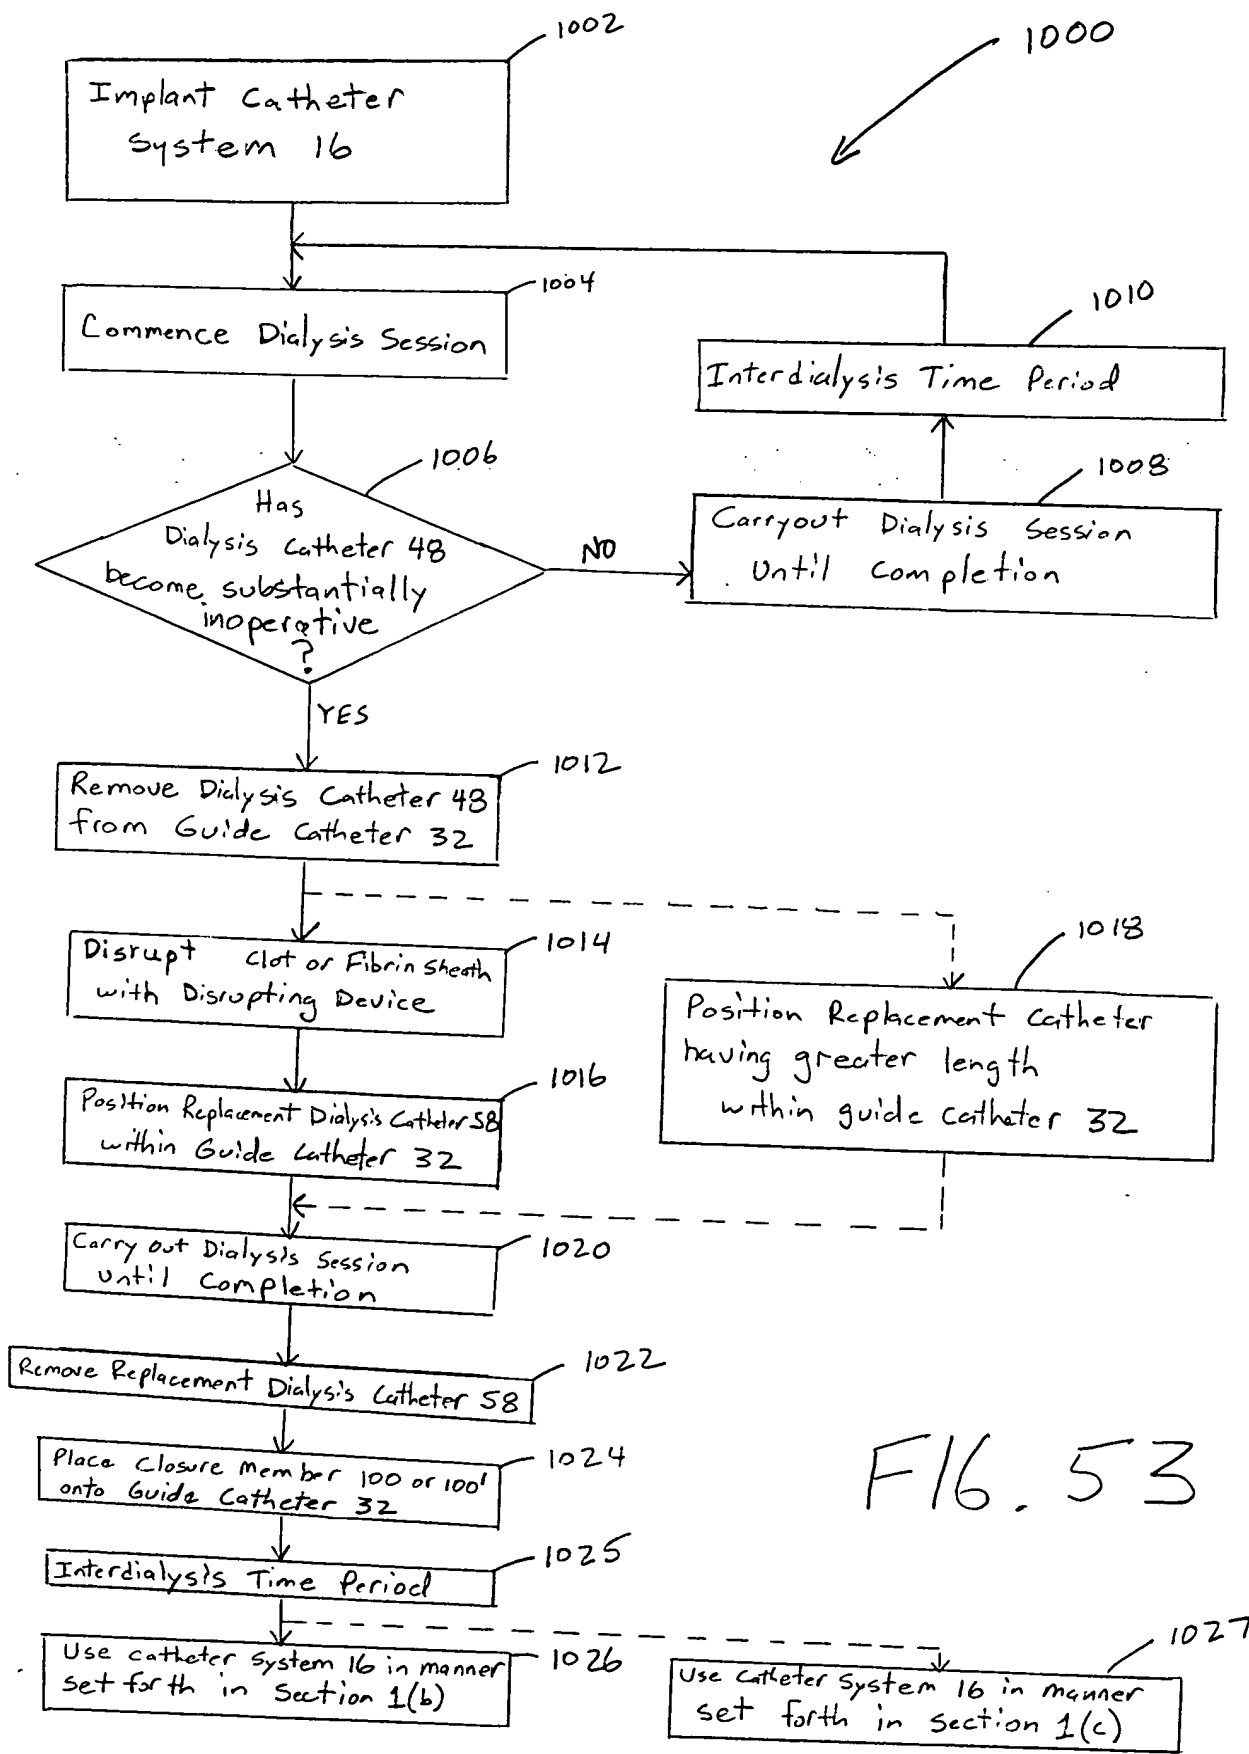 1002
1000
Implant Catheter
System 16
1004
Commence Dialysis Session
1010
Interdialysis Time Period
1006
Has
Dialysis Catheter 48
become substantially
inoperative
?
NO
1008
Carryout Dialysis Session
Until Completion
YES
1012
Remove Dialysis Catheter 48
from Guide Catheter 32
1014
Disrupt Clot or Fibrin Sheath
with Disrupting Device
1018
Position Replacement Catheter
having greater length
within guide catheter 32
1016
Position Replacement Dialysis Catheter 58
within Guide Catheter 32
1020
Carry out Dialysis Session
until Completion
1022
Remove Replacement Dialysis Catheter 58
1024
Place Closure Member 100 or 100'
onto Guide Catheter 32
FIG. 53
1025
Interdialysis Time Period
1026
Use catheter System 16 in manner
set forth in Section 1(b)
1027
Use Catheter System 16 in manner
set forth in Section 1(c)